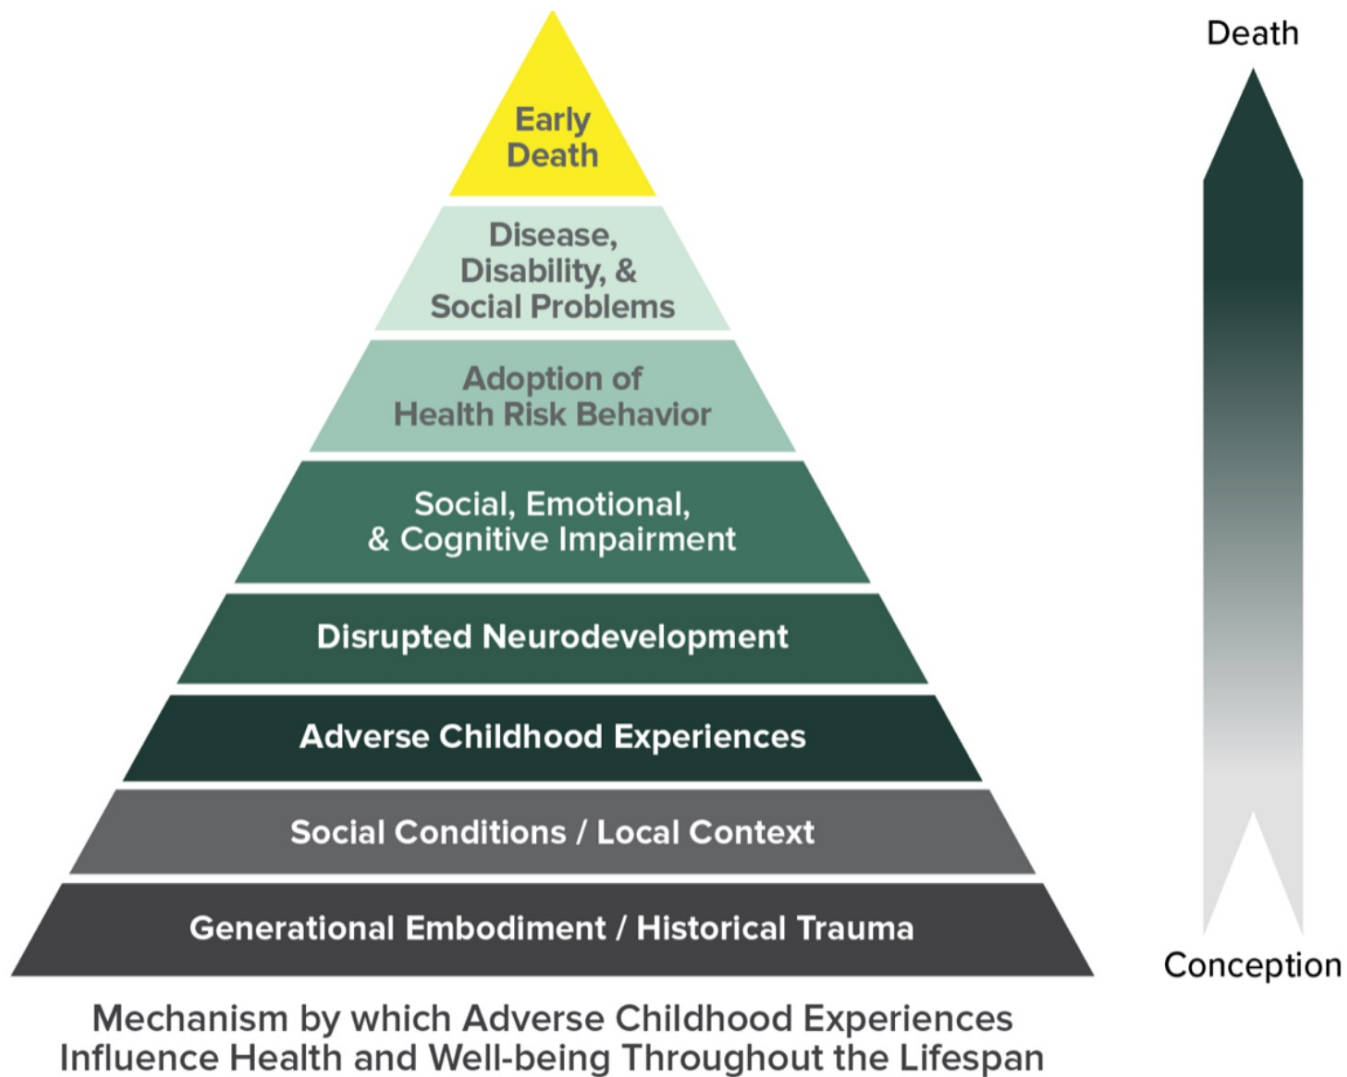 Death
Early
Death
Disease,
Disability, &
Social Problems
Adoption of
Health Risk Behavior
Social, Emotional,
& Cognitive Impairment
Disrupted Neurodevelopment
Adverse Childhood Experiences
Social Conditions / Local Context
Generational Embodiment / Historical Trauma
Conception
Mechanism by which Adverse Childhood Experiences
Influence Health and Well-being Throughout the Lifespan